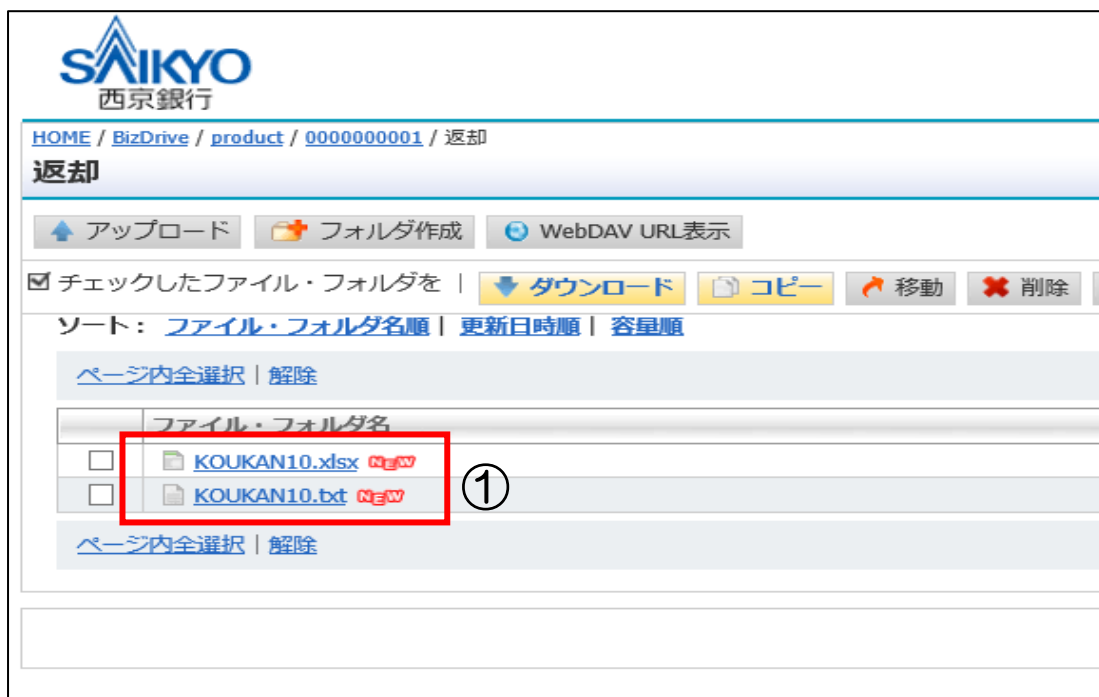 SAIKYO
西京銀行
HOME / BizDrive / product / 0000000001 / 返却
返却
アップロード フォルダ作成 WebDAV URL表示
チェックしたファイル・フォルダを | ダウンロード コピー 移動 削除
ソート： ファイル・フォルダ名順 | 更新日時順 | 容量順
ページ内全選択 | 解除
ファイル・フォルダ名
KOUKAN10.xlsx NEW
KOUKAN10.txt NEW
①
ページ内全選択 | 解除